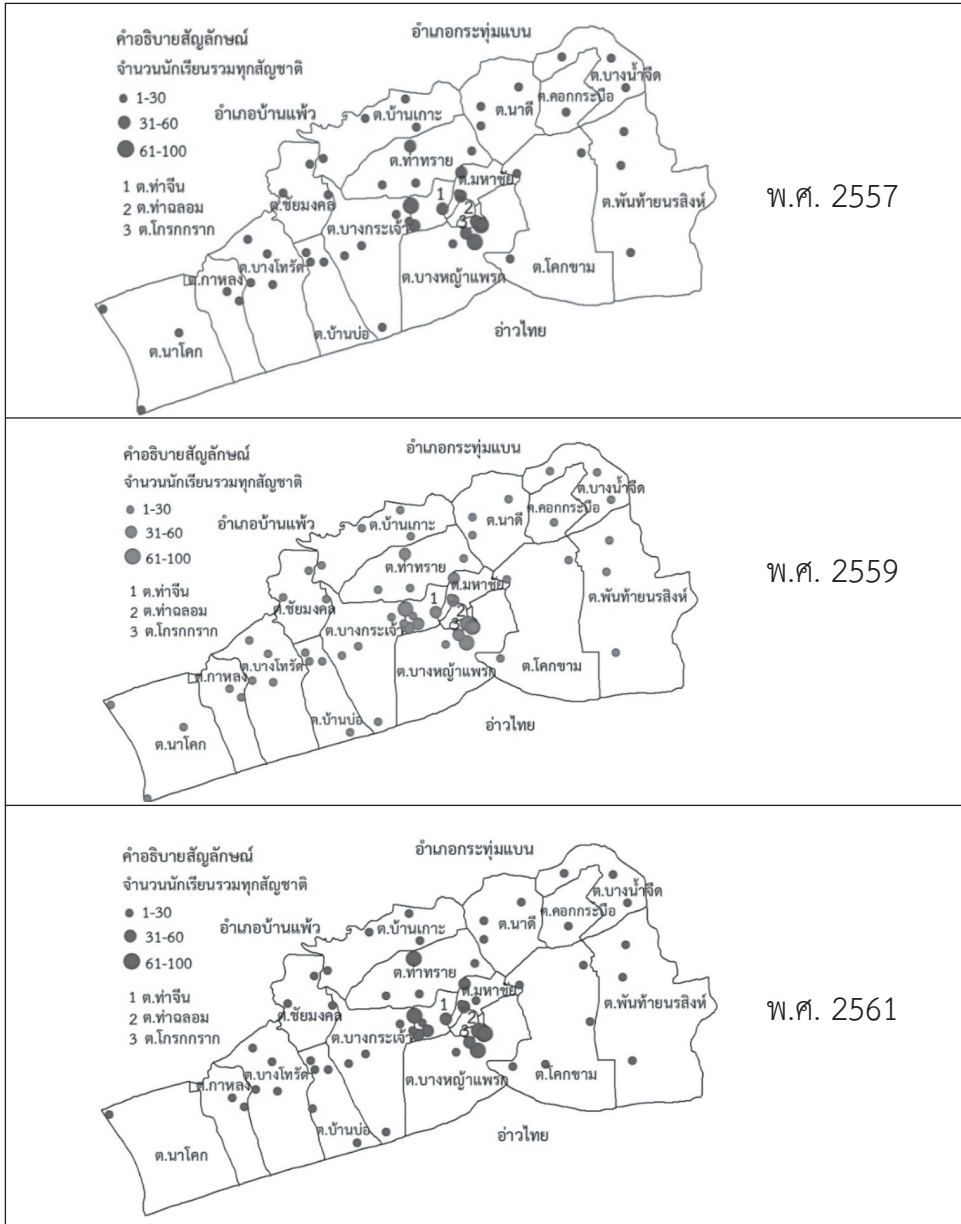 อำเภอกระทุ่มแบน
คำอธิบายสัญลักษณ์
จำนวนนักเรียนรวมทุกสัญชาติ
1-30
31-60
61-100
1 ต.ท่าจีน
2 ต.ท่าฉลอม
3 ต.โกรกกราก
อำเภอบ้านแพ้ว
ต.บางน้ำจืด
ต.คอกกระบือ
ต.นาดี
ต.บ้านเกาะ
ต.ท่าทราย
ต.มหาชัย
ต.พันท้ายนรสิงห์
ต.ชัยมงคล
1
2
3
ต.บางกระเจ้า
ต.บางโทรัด
ต.กาหลง
ต.บางหญ้าแพรก
ต.โคกขาม
ต.บ้านบ่อ
ต.นาโคก
อ่าวไทย
พ.ศ. 2557
อำเภอกระทุ่มแบน
คำอธิบายสัญลักษณ์
จำนวนนักเรียนรวมทุกสัญชาติ
1-30
31-60
61-100
1 ต.ท่าจีน
2 ต.ท่าฉลอม
3 ต.โกรกกราก
อำเภอบ้านแพ้ว
ต.บางน้ำจืด
ต.คอกกระบือ
ต.นาดี
ต.บ้านเกาะ
ต.ท่าทราย
ต.มหาชัย
ต.พันท้ายนรสิงห์
ต.ชัยมงคล
1
2
3
ต.บางกระเจ้า
ต.บางโทรัด
ต.กาหลง
ต.บางหญ้าแพรก
ต.โคกขาม
ต.บ้านบ่อ
ต.นาโคก
อ่าวไทย
พ.ศ. 2559
อำเภอกระทุ่มแบน
คำอธิบายสัญลักษณ์
จำนวนนักเรียนรวมทุกสัญชาติ
1-30
31-60
61-100
1 ต.ท่าจีน
2 ต.ท่าฉลอม
3 ต.โกรกกราก
อำเภอบ้านแพ้ว
ต.บางน้ำจืด
ต.คอกกระบือ
ต.นาดี
ต.บ้านเกาะ
ต.ท่าทราย
ต.มหาชัย
ต.พันท้ายนรสิงห์
ต.ชัยมงคล
1
2
3
ต.บางกระเจ้า
ต.บางโทรัด
ต.กาหลง
ต.บางหญ้าแพรก
ต.โคกขาม
ต.บ้านบ่อ
ต.นาโคก
อ่าวไทย
พ.ศ. 2561